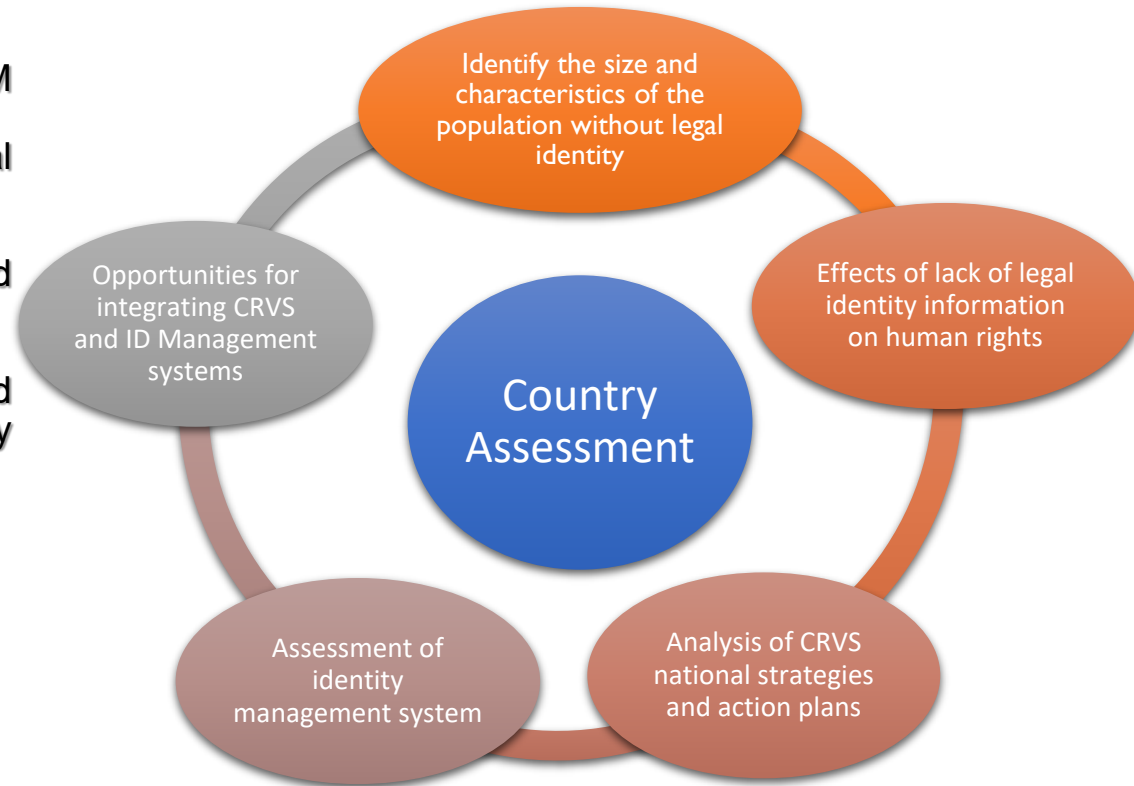 M
al
d
d
y
Identify the size and
characteristics of the
population without legal
identity
Effects of lack of legal
identity information
on human rights
Analysis of CRVS
national strategies
and action plans
Assessment of
identity
management system
Opportunities for
integrating CRVS
and ID Management
systems
Country
Assessment